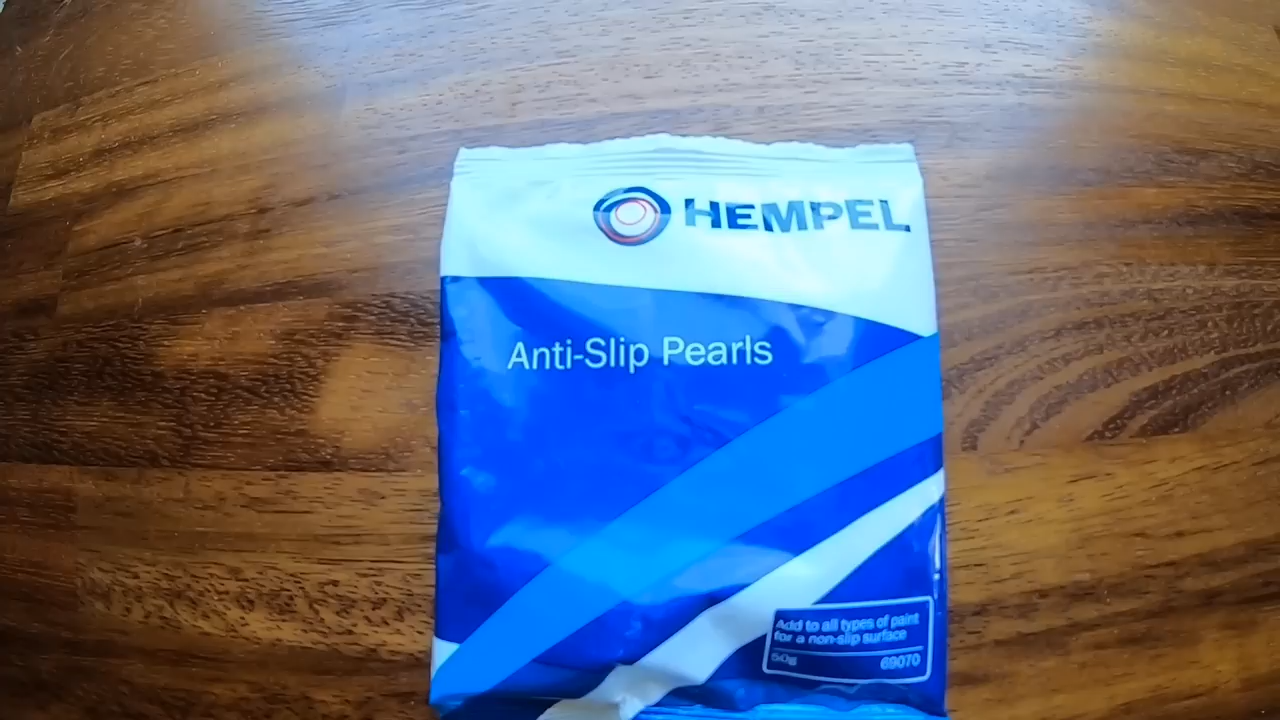 HEMPEL
Anti-Slip Pearls
Add to all types of paint
for a non-slip surface
50g 69070